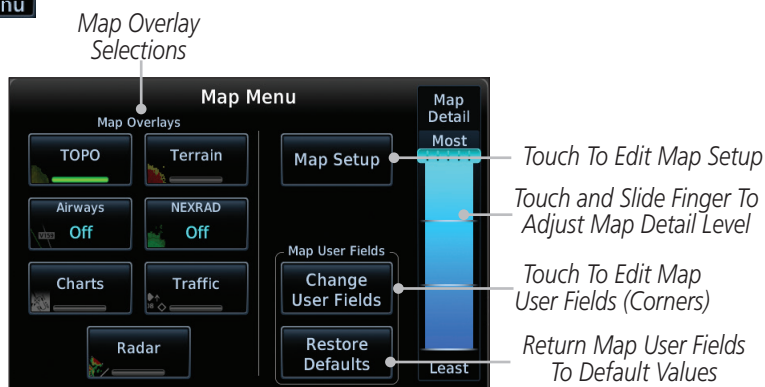 nu
Map Overlay
Selections
Map Menu
Map Overlays
TOPO
Terrain
Airways
Off
NEXRAD
Off
Charts
Traffic
Radar
Map Setup
Map User Fields
Change
User Fields
Restore
Defaults
Map
Detail
Most
Least
Touch To Edit Map Setup
Touch and Slide Finger To
Adjust Map Detail Level
Touch To Edit Map
User Fields (Corners)
Return Map User Fields
To Default Values